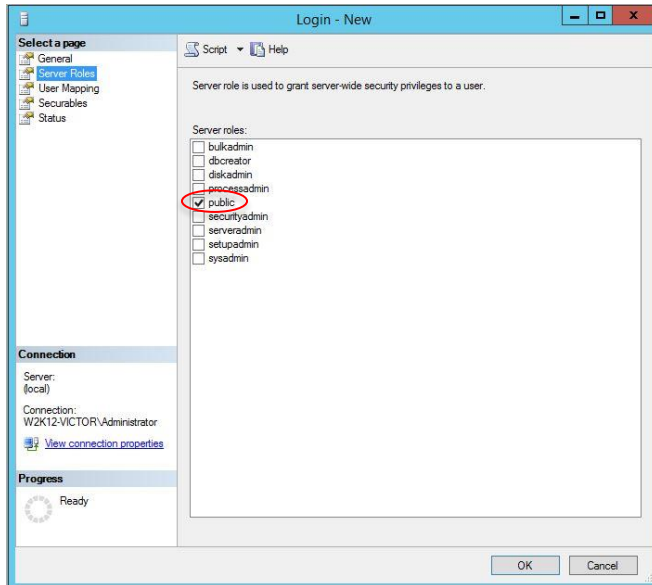 Login - New
x
Select a page
General
Server Roles
User Mapping
Securables
Status
Script Help
Server role is used to grant server-wide security privileges to a user.
Server roles:
bulkadmin
dbcreator
diskadmin
processadmin
public
securityadmin
serveradmin
setupadmin
sysadmin
Connection
Server:
(local)
Connection:
W2K12-VICTOR\Administrator
View connection properties
Progress
Ready
OK Cancel